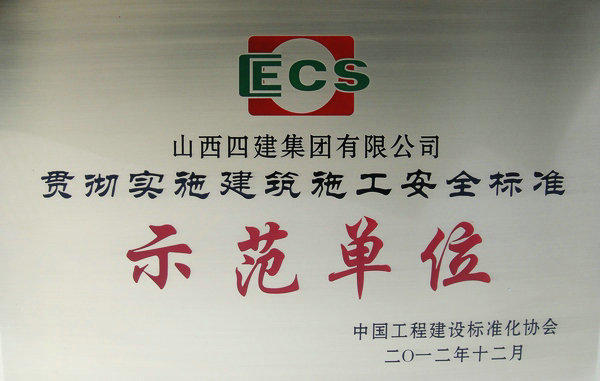 CECS
山西四建集团有限公司
贯彻实施建筑施工安全标准
示范单位
中国工程建设标准化协会
二〇一二年十二月